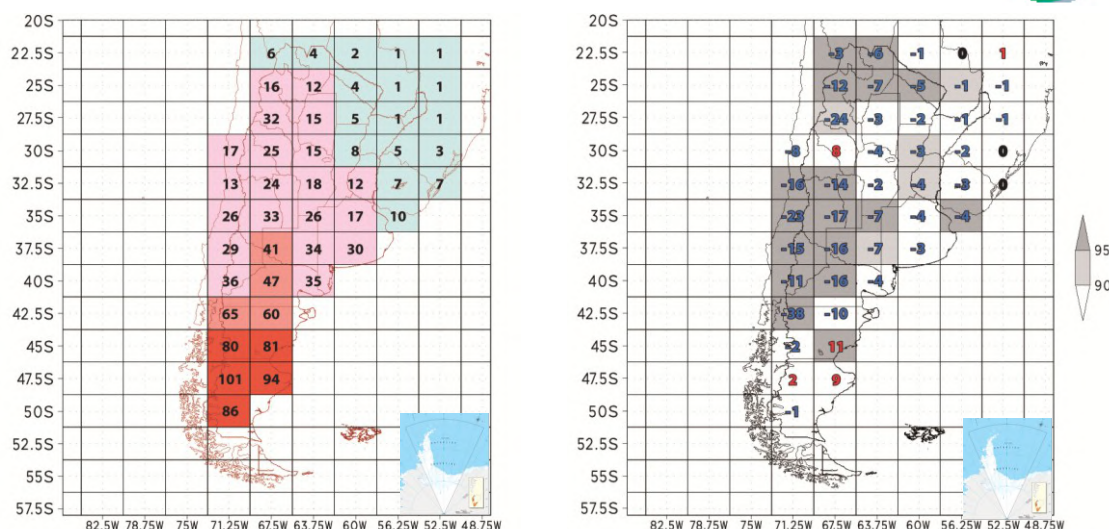 20S
22.5S 6 4 2 1 1
25S 16 12 4 1 1
27.5S 32 15 5 1 1
30S 17 25 15 8 5 3
32.5S 13 24 18 12 7 7
35S 26 33 26 17 10
37.5S 29 41 34 30
40S 36 47 35
42.5S 65 60
45S 80 81
47.5S 101 94
50S 86
52.5S
55S
57.5S
82.5W 78.75W 75W 71.25W 67.5W 63.75W 60W 56.25W 52.5W 48.75W
20S
22.5S -3 -6 -1 0 1
25S -12 -7 -5 -1 -1
27.5S -24 -3 -2 -1 -1
30S -8 8 -4 -3 -2 0
32.5S -16 -14 -2 -4 -3 0
35S -23 -17 -7 -4 -4
37.5S -15 -16 -7 -3
40S -11 -16 -4
42.5S -38 -10
45S -2 11
47.5S 2 9
50S -1
52.5S
55S
57.5S
82.5W 78.75W 75W 71.25W 67.5W 63.75W 60W 56.25W 52.5W 48.75W
95
90